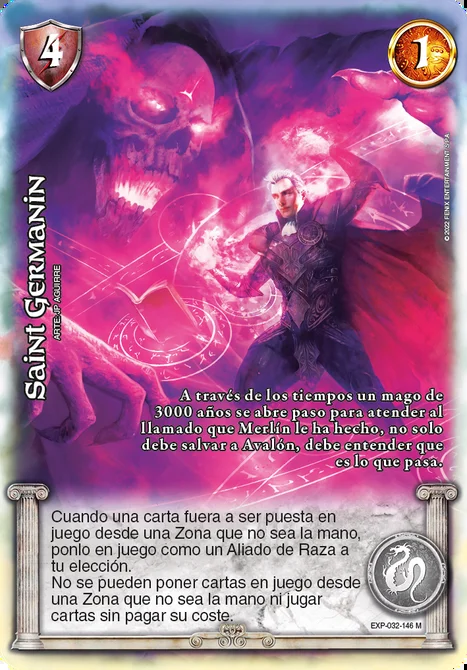 4
1
© 2022 FENIX ENTERTAINMENT S.P.A
Saint Germanin
ARTE: JP AGUIRRE
A través de los tiempos un mago de
3000 años se abre paso para atender al
llamado que Merlín le ha hecho, no solo
debe salvar a Avalón, debe entender que
es lo que pasa.
Cuando una carta fuera a ser puesta en
juego desde una Zona que no sea la mano,
ponlo en juego como un Aliado de Raza a
tu elección.
No se pueden poner cartas en juego desde
una Zona que no sea la mano ni jugar
cartas sin pagar su coste.
EXP-032-146 M